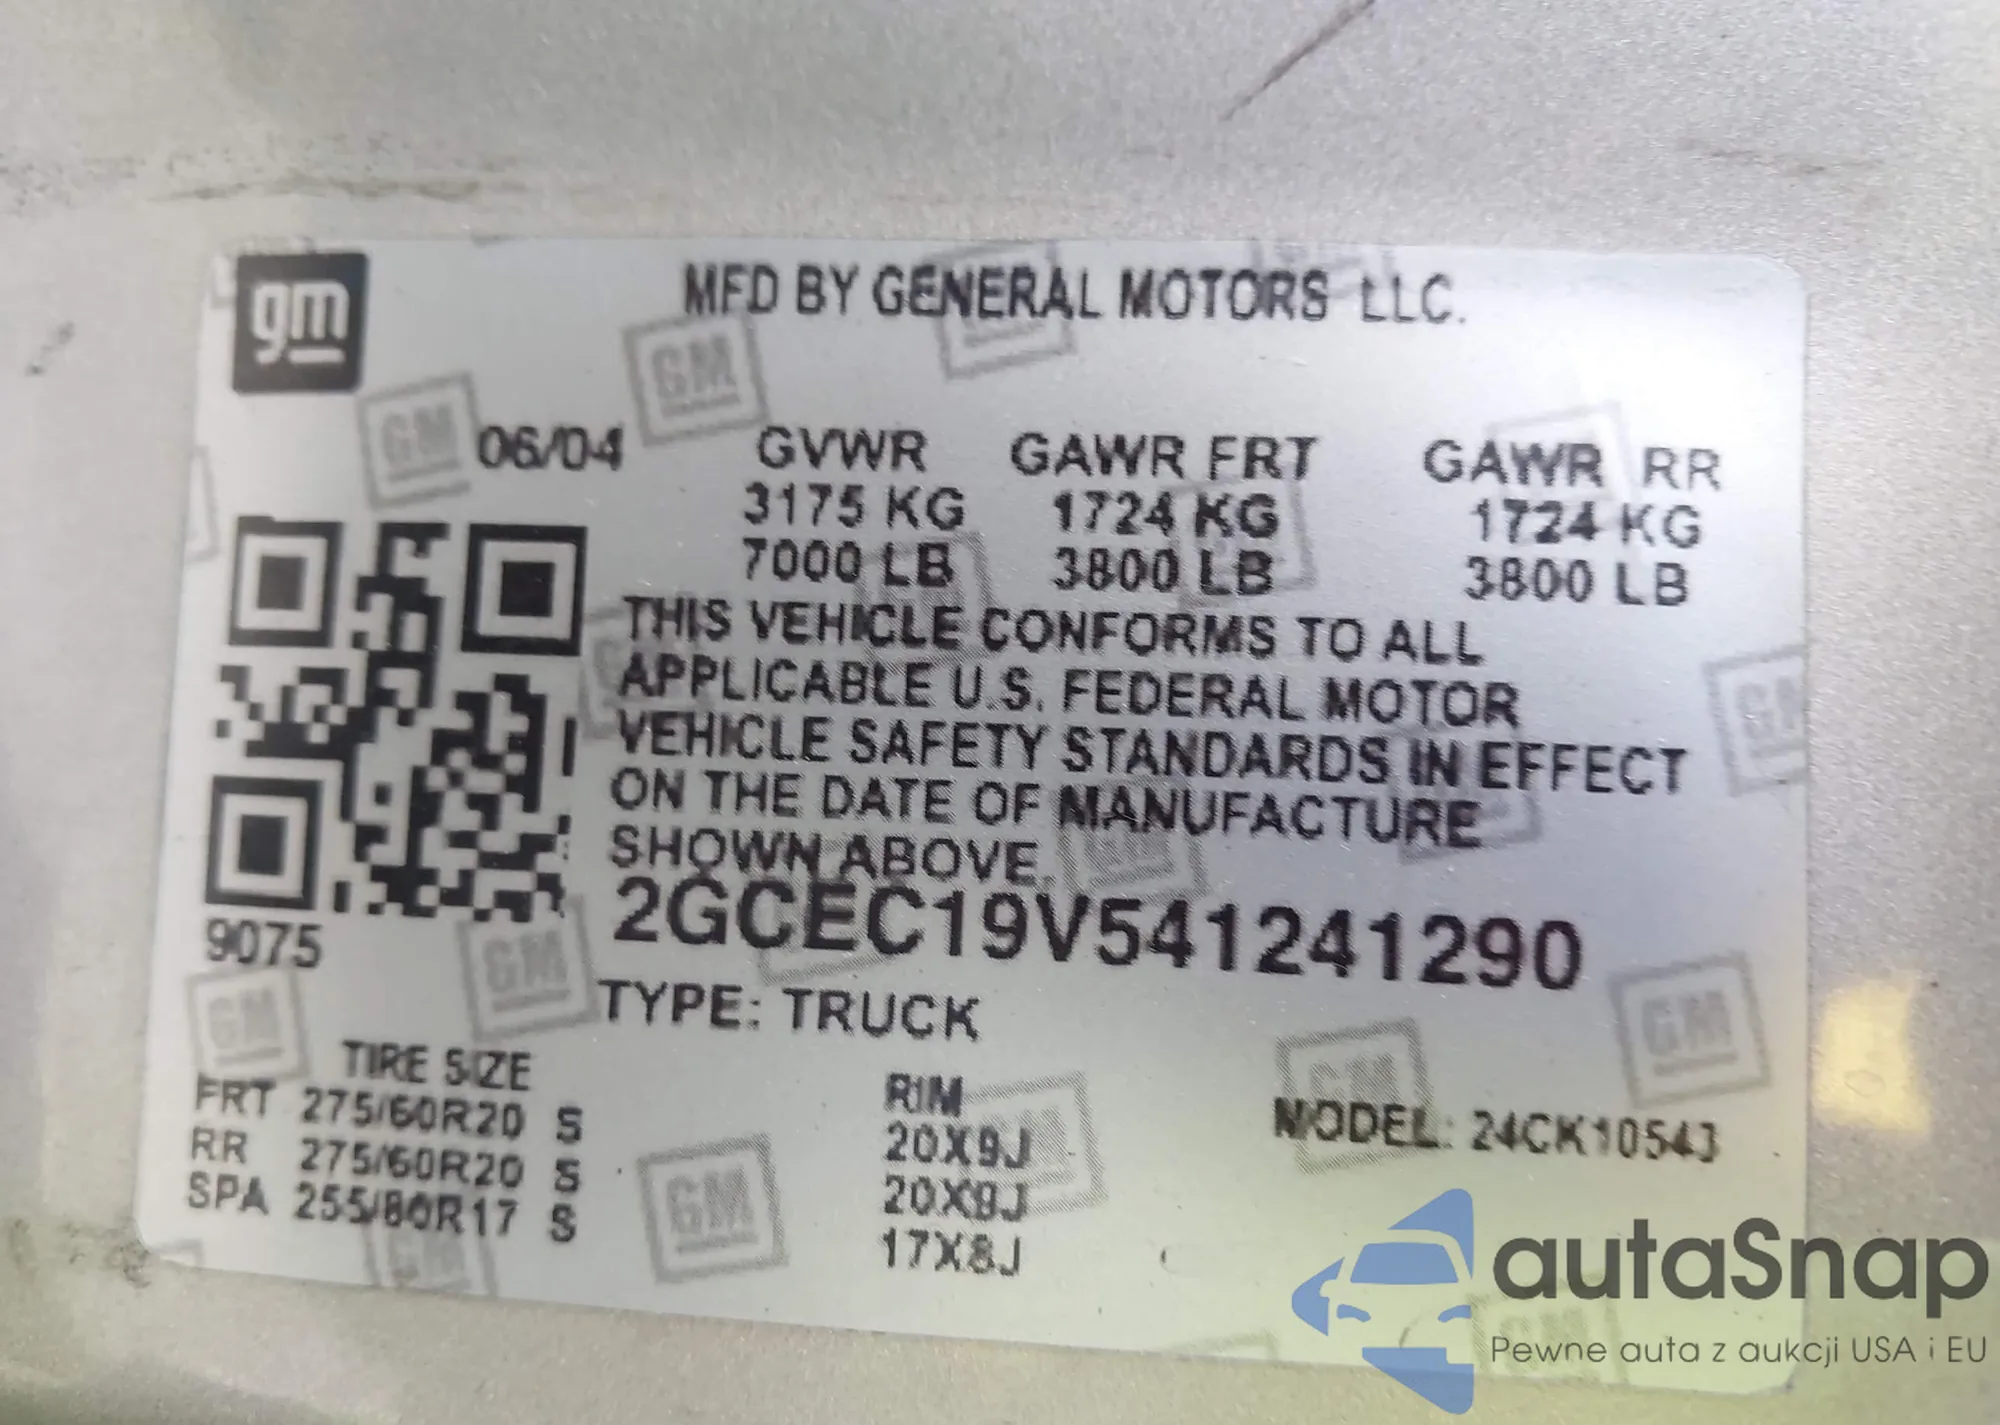 gm
MFD BY GENERAL MOTORS LLC.
06/04 GVWR GAWR FRT GAWR RR
3175 KG 1724 KG 1724 KG
7000 LB 3800 LB 3800 LB
THIS VEHICLE CONFORMS TO ALL
APPLICABLE U.S. FEDERAL MOTOR
VEHICLE SAFETY STANDARDS IN EFFECT
ON THE DATE OF MANUFACTURE
SHOWN ABOVE.
2GCEC19V541241290
9075
TYPE: TRUCK
TIRE SIZE RIM
FRT 275/60R20 S 20X9J
RR 275/60R20 S 20X9J
SPA 255/80R17 S 17X8J
MODEL: 24CK10543
autaSnap
Pewne auta z aukcji USA i EU